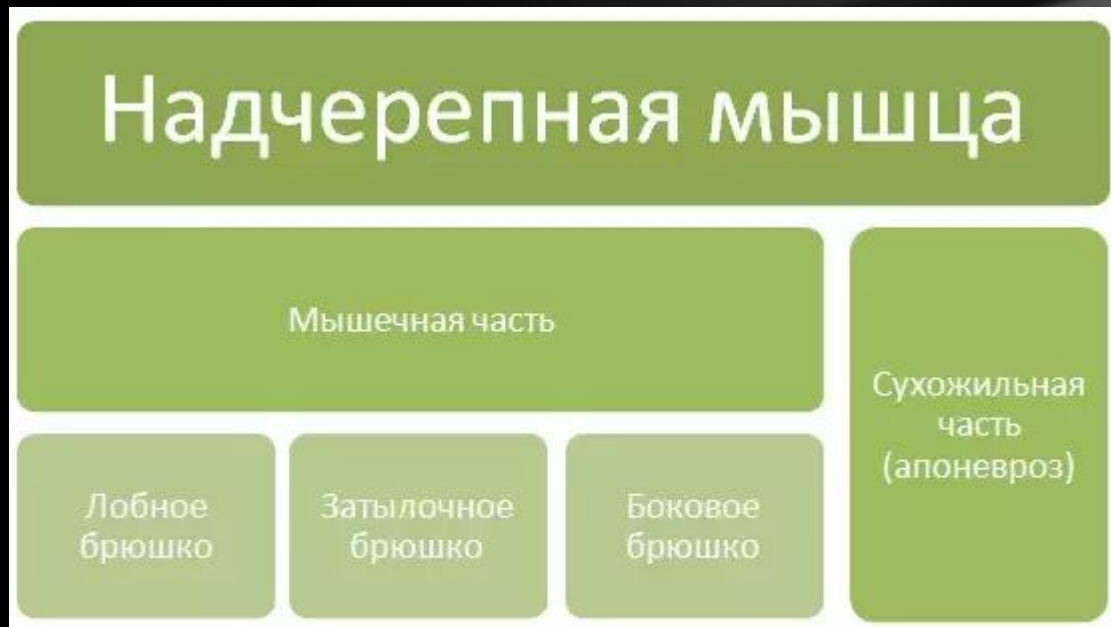 Надчерепная мышца
Мышечная часть
Сухожильная
часть
(апоневроз)
Лобное
брюшко
Затылочное
брюшко
Боковое
брюшко